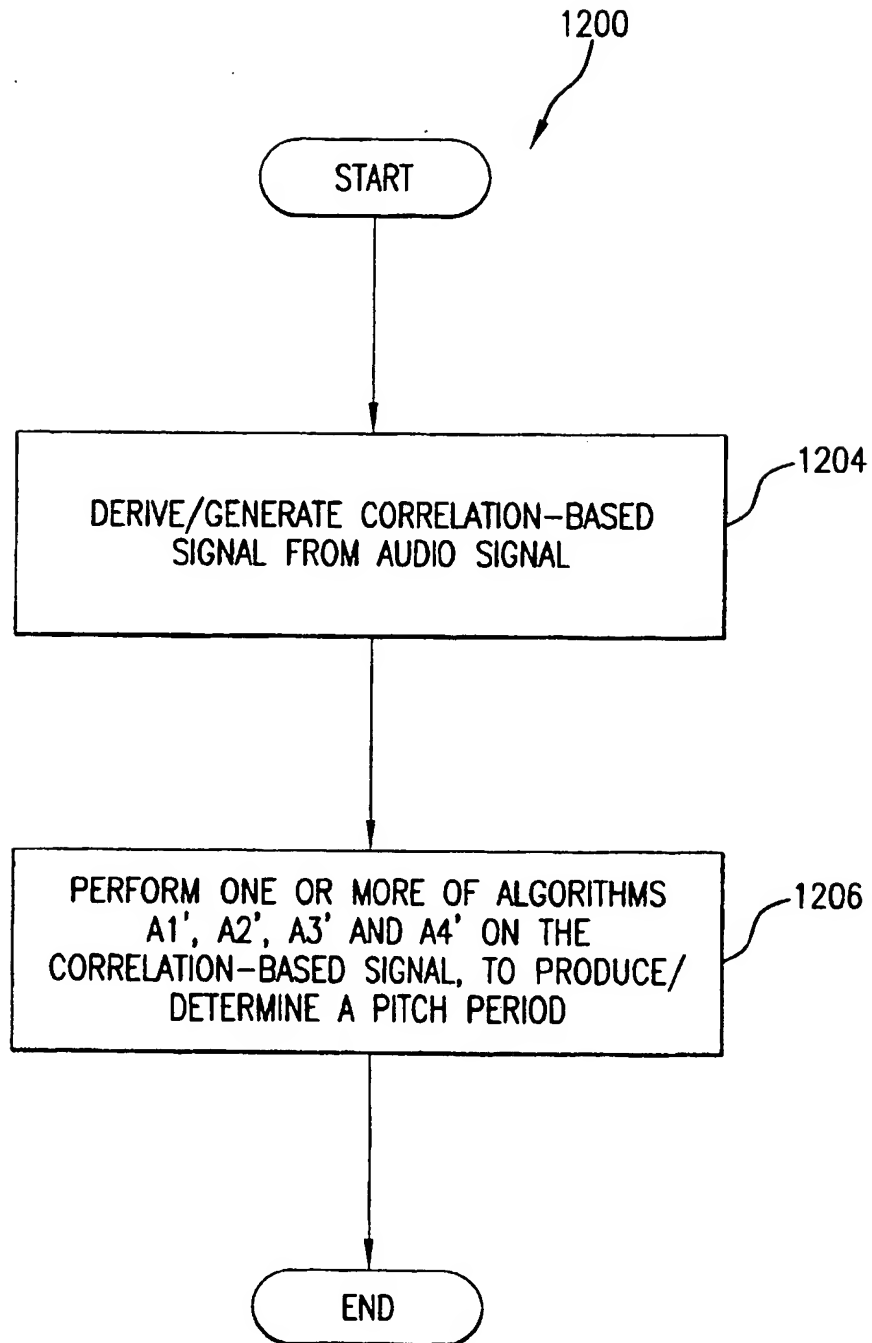 1200
START
DERIVE/GENERATE CORRELATION-BASED
SIGNAL FROM AUDIO SIGNAL
1204
PERFORM ONE OR MORE OF ALGORITHMS
A1', A2', A3' AND A4' ON THE
CORRELATION-BASED SIGNAL, TO PRODUCE/
DETERMINE A PITCH PERIOD
1206
END